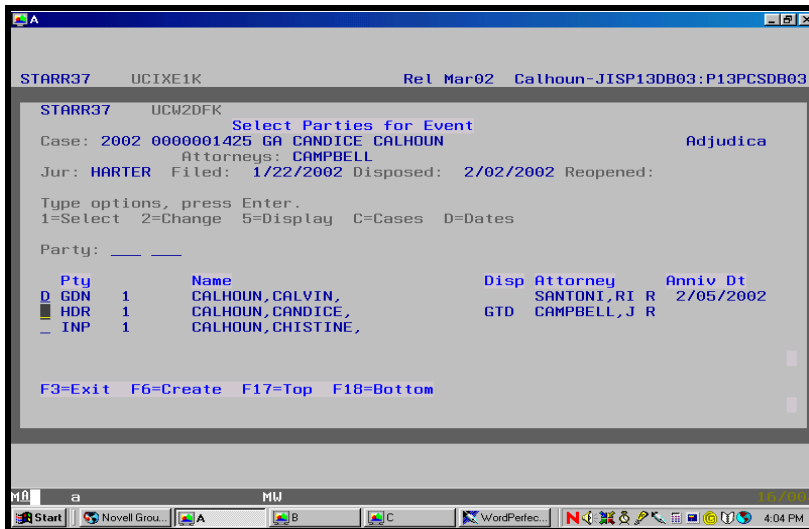 A
STARR37 UCIXE1K Rel Mar02 Calhoun-JISP13DB03:P13PCSDB03
STARR37 UCW2DFK
Select Parties for Event
Case: 2002 0000001425 GA CANDICE CALHOUN Adjudica
Attorneys: CAMPBELL
Jur: HARTER Filed: 1/22/2002 Disposed: 2/02/2002 Reopened:
Type options, press Enter.
1=Select 2=Change 5=Display C=Cases D=Dates
Party: ___ ___
Pty Name Disp Attorney Anniv Dt
D GDN 1 CALHOUN,CALVIN, SANTONI,RI R 2/05/2002
HDR 1 CALHOUN,CANDICE, GTD CAMPBELL,J R
_ INP 1 CALHOUN,CHISTINE,
F3=Exit F6=Create F17=Top F18=Bottom
MA a MW 16/00
Start Novell Grou... A B C WordPerfec... 4:04 PM